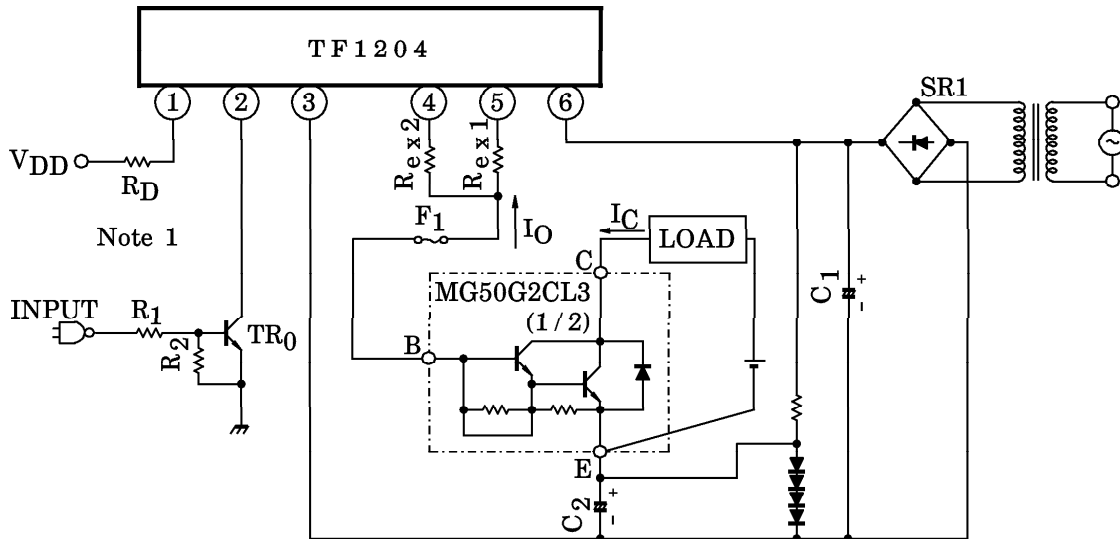 TF1204
1 2 3 4 5 6
SR1
VDD
RD
Rex2
Rex1
F1
IO
IC
LOAD
Note 1
C
MG50G2CL3
(1/2)
C1
+
-
INPUT
R1
R2
TR0
B
E
C2
+
-